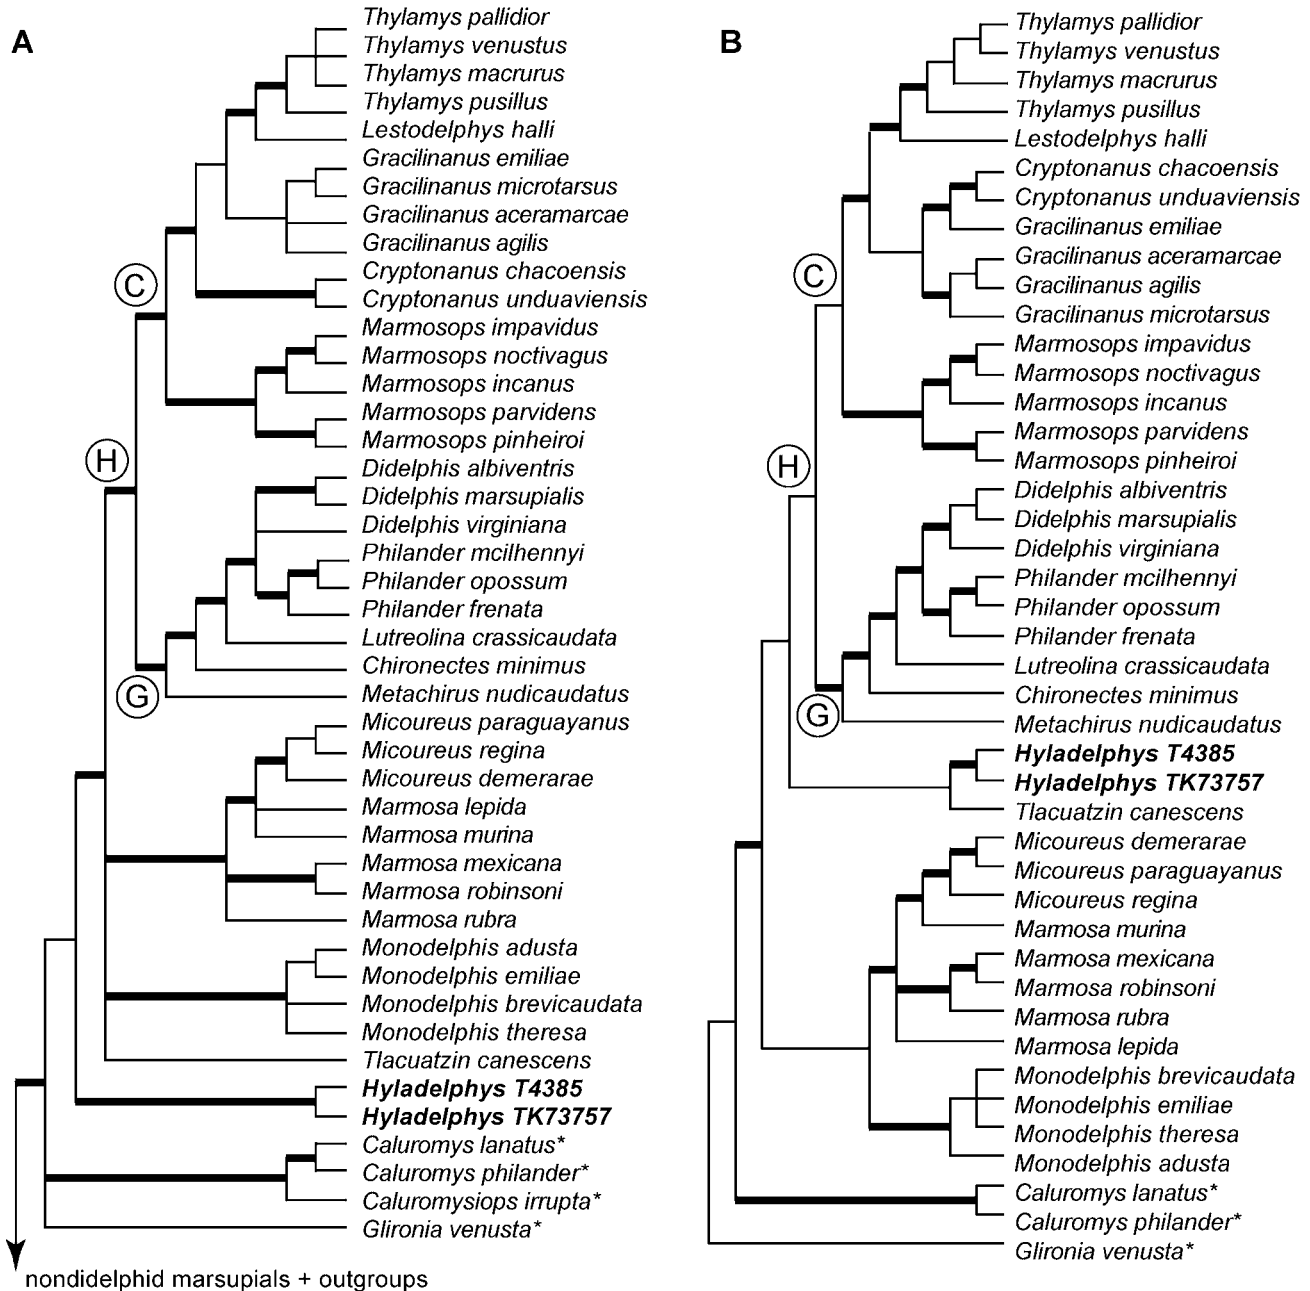 A
Thylamys pallidior
Thylamys venustus
Thylamys macrurus
Thylamys pusillus
Lestodelphys halli
Gracilinanus emiliae
Gracilinanus microtarsus
Gracilinanus aceramarcae
Gracilinanus agilis
Cryptonanus chacoensis
Cryptonanus unduaviensis
Marmosops impavidus
Marmosops noctivagus
Marmosops incanus
Marmosops parvidens
Marmosops pinheiroi
Didelphis albiventris
Didelphis marsupialis
Didelphis virginiana
Philander mcilhennyi
Philander opossum
Philander frenata
Lutreolina crassicaudata
Chironectes minimus
Metachirus nudicaudatus
Micoureus paraguayanus
Micoureus regina
Micoureus demerarae
Marmosa lepida
Marmosa murina
Marmosa mexicana
Marmosa robinsoni
Marmosa rubra
Monodelphis adusta
Monodelphis emiliae
Monodelphis brevicaudata
Monodelphis theresa
Tlacuatzin canescens
Hyladelphys T4385
Hyladelphys TK73757
Caluromys lanatus*
Caluromys philander*
Caluromysiops irrupta*
Glironia venusta*
C
H
G
nondidelphid marsupials + outgroups
B
Thylamys pallidior
Thylamys venustus
Thylamys macrurus
Thylamys pusillus
Lestodelphys halli
Cryptonanus chacoensis
Cryptonanus unduaviensis
Gracilinanus emiliae
Gracilinanus aceramarcae
Gracilinanus agilis
Gracilinanus microtarsus
Marmosops impavidus
Marmosops noctivagus
Marmosops incanus
Marmosops parvidens
Marmosops pinheiroi
Didelphis albiventris
Didelphis marsupialis
Didelphis virginiana
Philander mcilhennyi
Philander opossum
Philander frenata
Lutreolina crassicaudata
Chironectes minimus
Metachirus nudicaudatus
Hyladelphys T4385
Hyladelphys TK73757
Tlacuatzin canescens
Micoureus demerarae
Micoureus paraguayanus
Micoureus regina
Marmosa murina
Marmosa mexicana
Marmosa robinsoni
Marmosa rubra
Marmosa lepida
Monodelphis brevicaudata
Monodelphis emiliae
Monodelphis theresa
Monodelphis adusta
Caluromys lanatus*
Caluromys philander*
Glironia venusta*
C
H
G